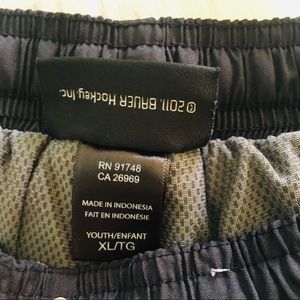 © 2011, BAUER Hockey, Inc.
RN 91748
CA 26969
MADE IN INDONESIA
FAIT EN INDONÉSIE
YOUTH/ENFANT
XL/TG